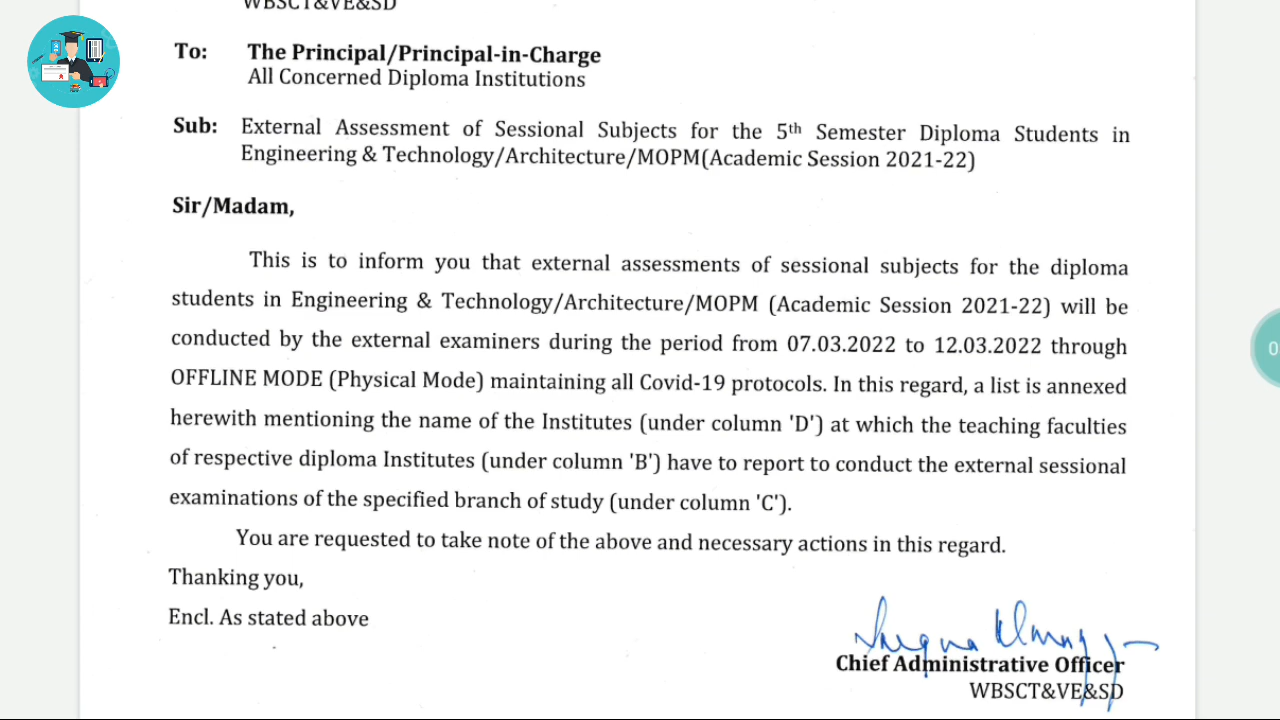 WBSCT&VE&SD
To: The Principal/Principal-in-Charge
All Concerned Diploma Institutions
Sub: External Assessment of Sessional Subjects for the 5th Semester Diploma Students in
Engineering & Technology/Architecture/MOPM(Academic Session 2021-22)
Sir/Madam,
This is to inform you that external assessments of sessional subjects for the diploma
students in Engineering & Technology/Architecture/MOPM (Academic Session 2021-22) will be
conducted by the external examiners during the period from 07.03.2022 to 12.03.2022 through
OFFLINE MODE (Physical Mode) maintaining all Covid-19 protocols. In this regard, a list is annexed
herewith mentioning the name of the Institutes (under column 'D') at which the teaching faculties
of respective diploma Institutes (under column 'B') have to report to conduct the external sessional
examinations of the specified branch of study (under column 'C').
You are requested to take note of the above and necessary actions in this regard.
Thanking you,
Encl. As stated above
Chief Administrative Officer
WBSCT&VE&SD
0